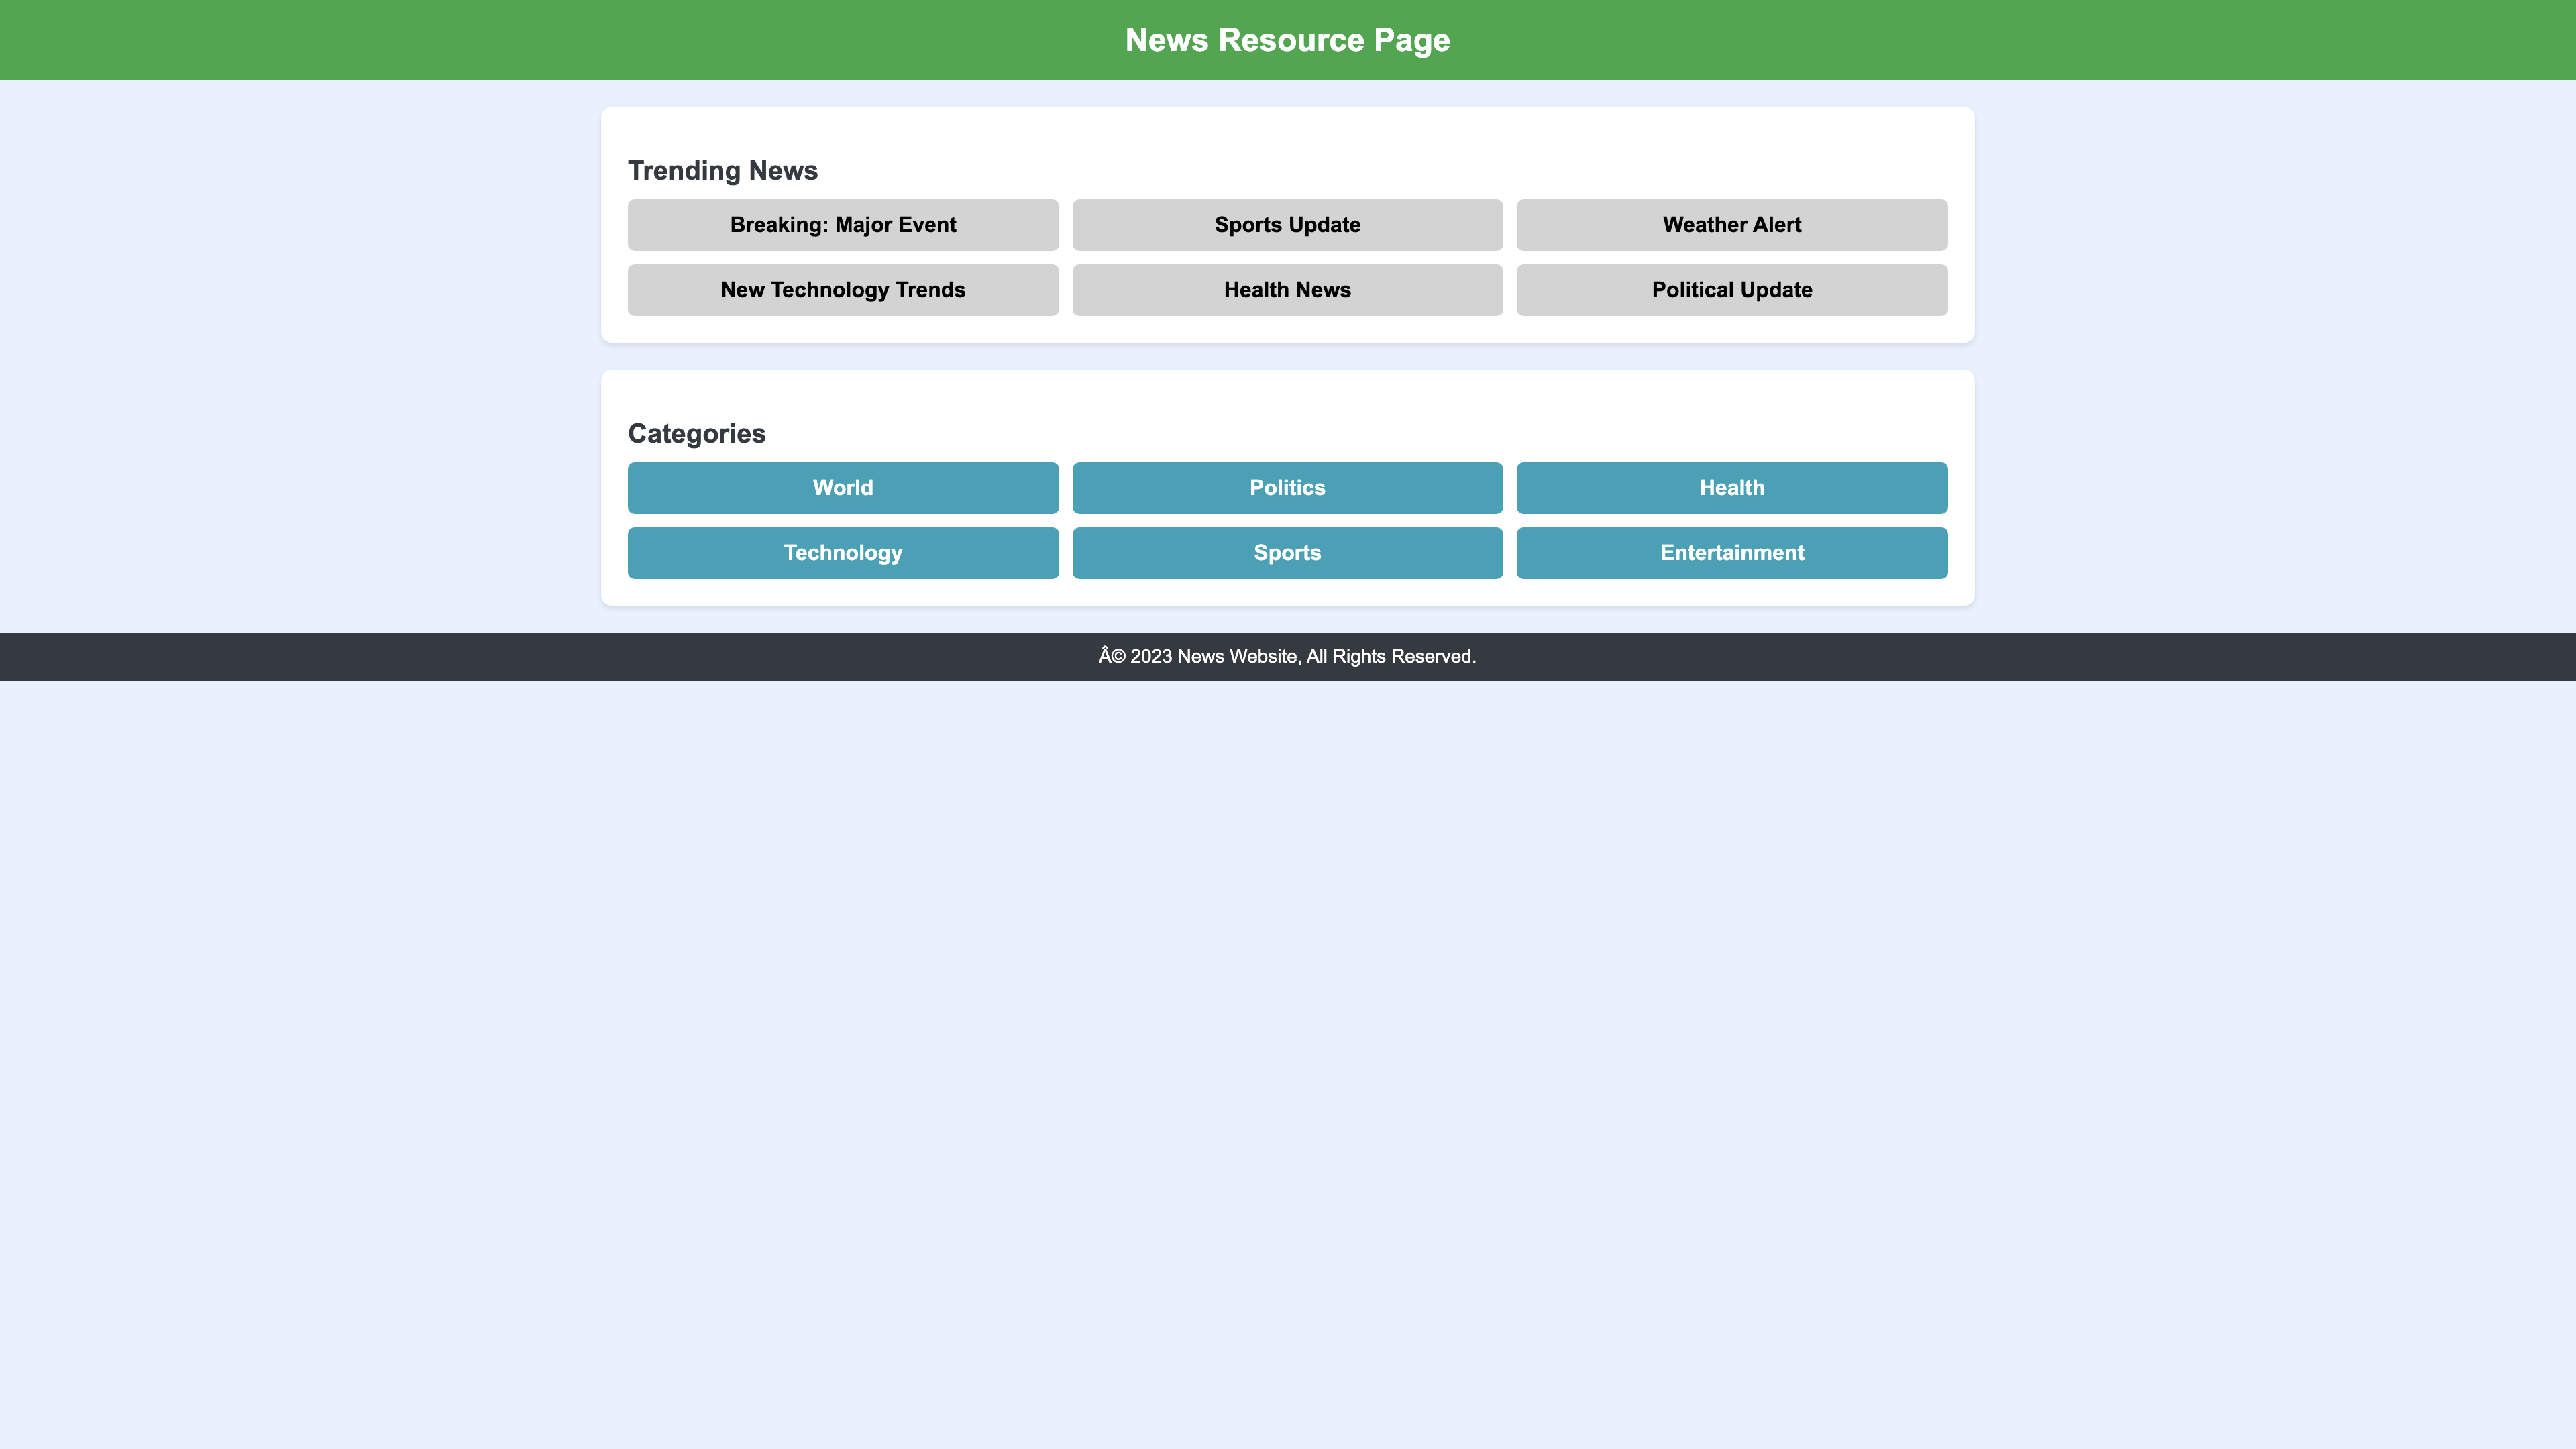 News Resource Page
Trending News
Breaking: Major Event
Sports Update
Weather Alert
New Technology Trends
Health News
Political Update
Categories
World
Politics
Health
Technology
Sports
Entertainment
Â© 2023 News Website, All Rights Reserved.